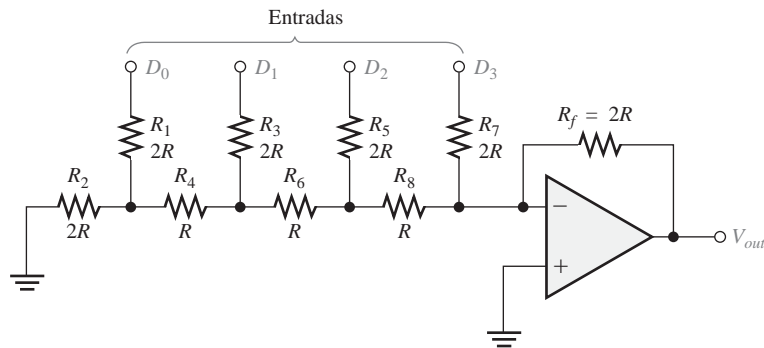 Entradas
D0 D1 D2 D3
R1 R3 R5 R7
2R 2R 2R 2R
Rf = 2R
R2 R4 R6 R8
2R R R R
−
+
Vout